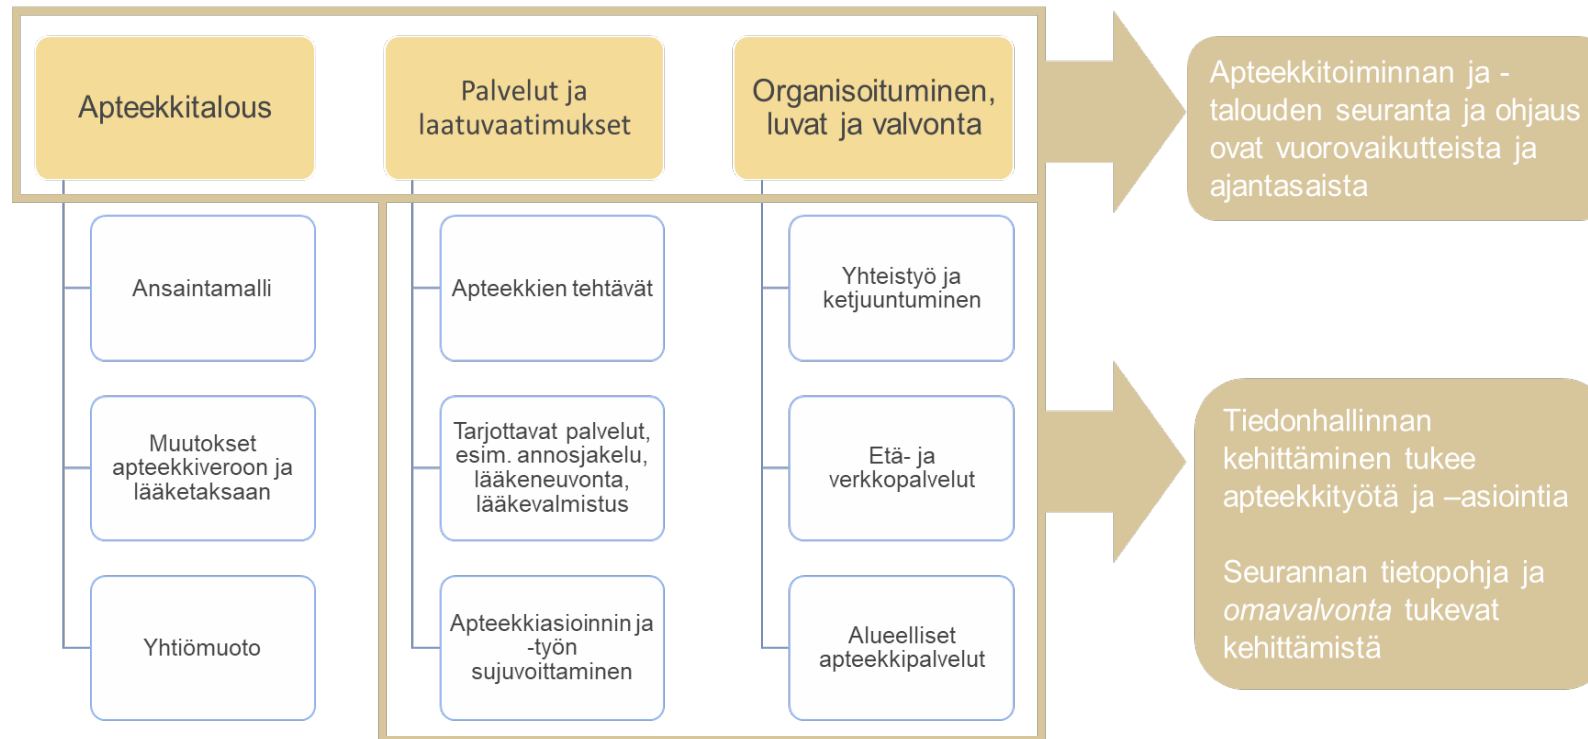 Apteekkitalous
Palvelut ja
laatuvaatimukset
Organisoituminen,
luvat ja valvonta
Apteekkitoiminnan ja -
talouden seuranta ja ohjaus
ovat vuorovaikutteista ja
ajantasaista
Ansaintamalli
Muutokset
apteekkiveroon ja
lääketaksaan
Yhtiömuoto
Apteekkien tehtävät
Tarjottavat palvelut,
esim. annosjakelu,
lääkeneuvonta,
lääkevalmistus
Apteekkiasioinnin ja
-työn
sujuvoittaminen
Yhteistyö ja
ketjuuntuminen
Etä- ja
verkkopalvelut
Alueelliset
apteekkipalvelut
Tiedonhallinnan
kehittäminen tukee
apteekkityötä ja –asiointia
Seurannan tietopohja ja
omavalvonta tukevat
kehittämistä